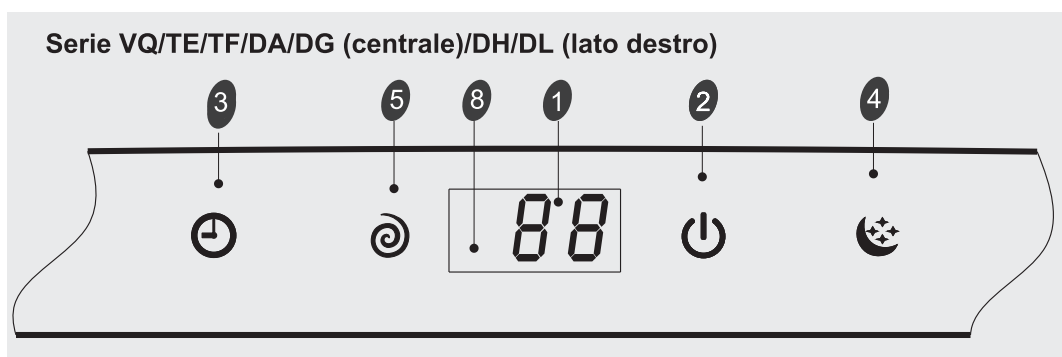 Serie VQ/TE/TF/DA/DG (centrale)/DH/DL (lato destro)
3 5 8 1 2 4
88